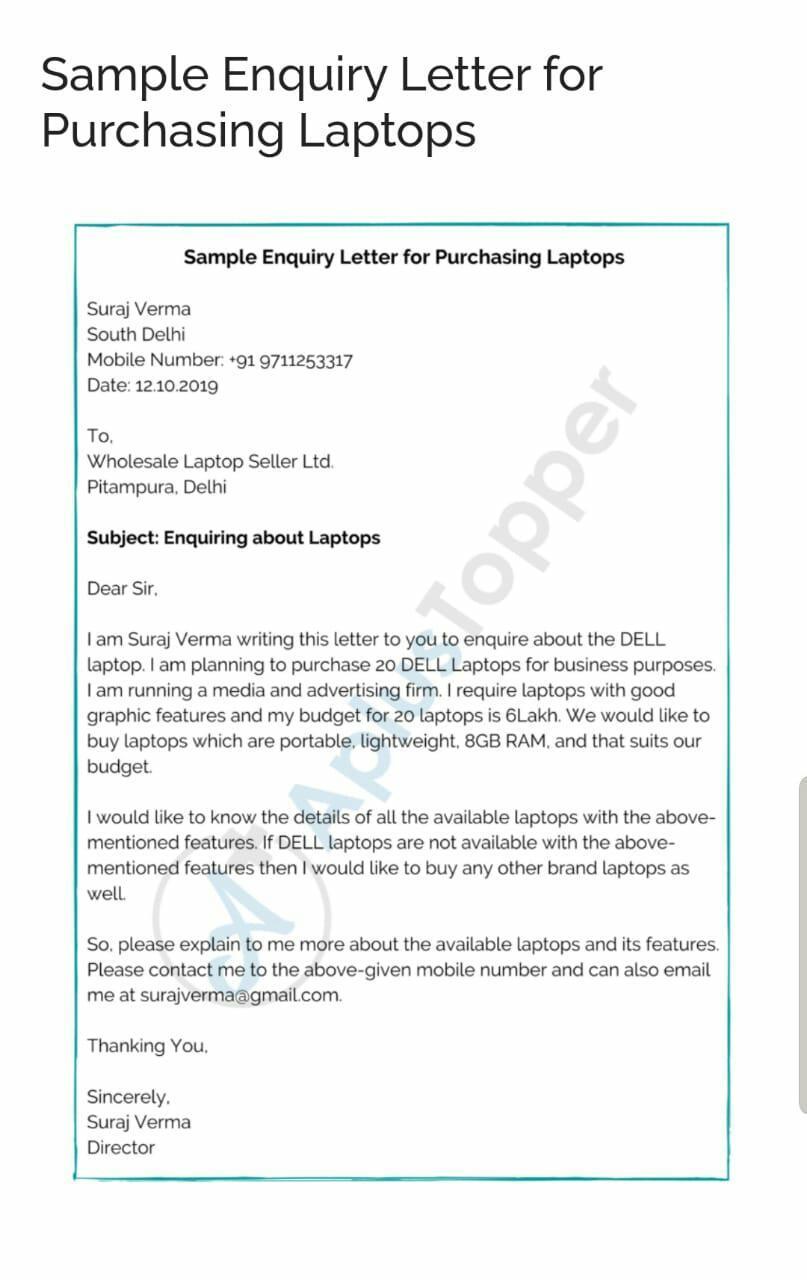 Sample Enquiry Letter for
Purchasing Laptops
Sample Enquiry Letter for Purchasing Laptops
Suraj Verma
South Delhi
Mobile Number: +91 9711253317
Date: 12.10.2019
To,
Wholesale Laptop Seller Ltd.
Pitampura, Delhi
Subject: Enquiring about Laptops
Dear Sir,
I am Suraj Verma writing this letter to you to enquire about the DELL
laptop. I am planning to purchase 20 DELL Laptops for business purposes.
I am running a media and advertising firm. I require laptops with good
graphic features and my budget for 20 laptops is 6Lakh. We would like to
buy laptops which are portable, lightweight, 8GB RAM, and that suits our
budget.
I would like to know the details of all the available laptops with the above-
mentioned features. If DELL laptops are not available with the above-
mentioned features then I would like to buy any other brand laptops as
well.
So, please explain to me more about the available laptops and its features.
Please contact me to the above-given mobile number and can also email
me at surajverma@gmail.com.
Thanking You,
Sincerely,
Suraj Verma
Director
AplusTopper